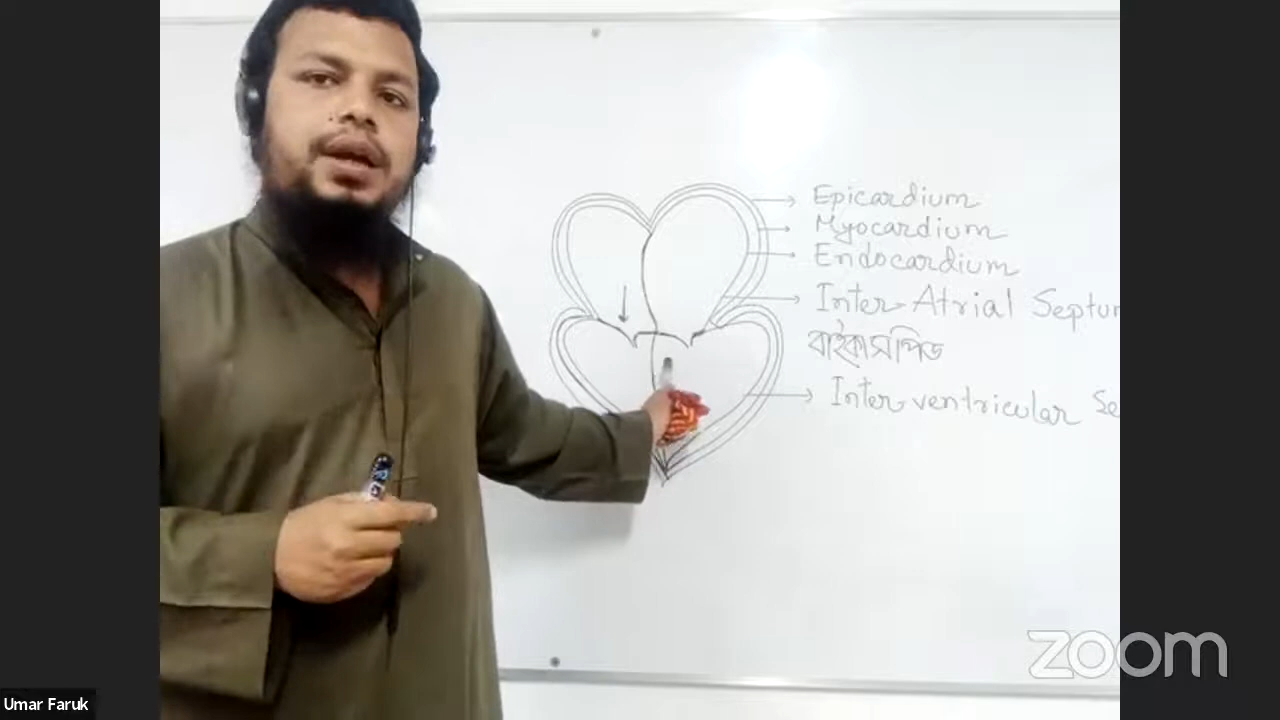 Epicardium
Myocardium
Endocardium
Inter-Atrial Septum
বাইকাসপিড
Inter-ventricular Se
zoom
Umar Faruk